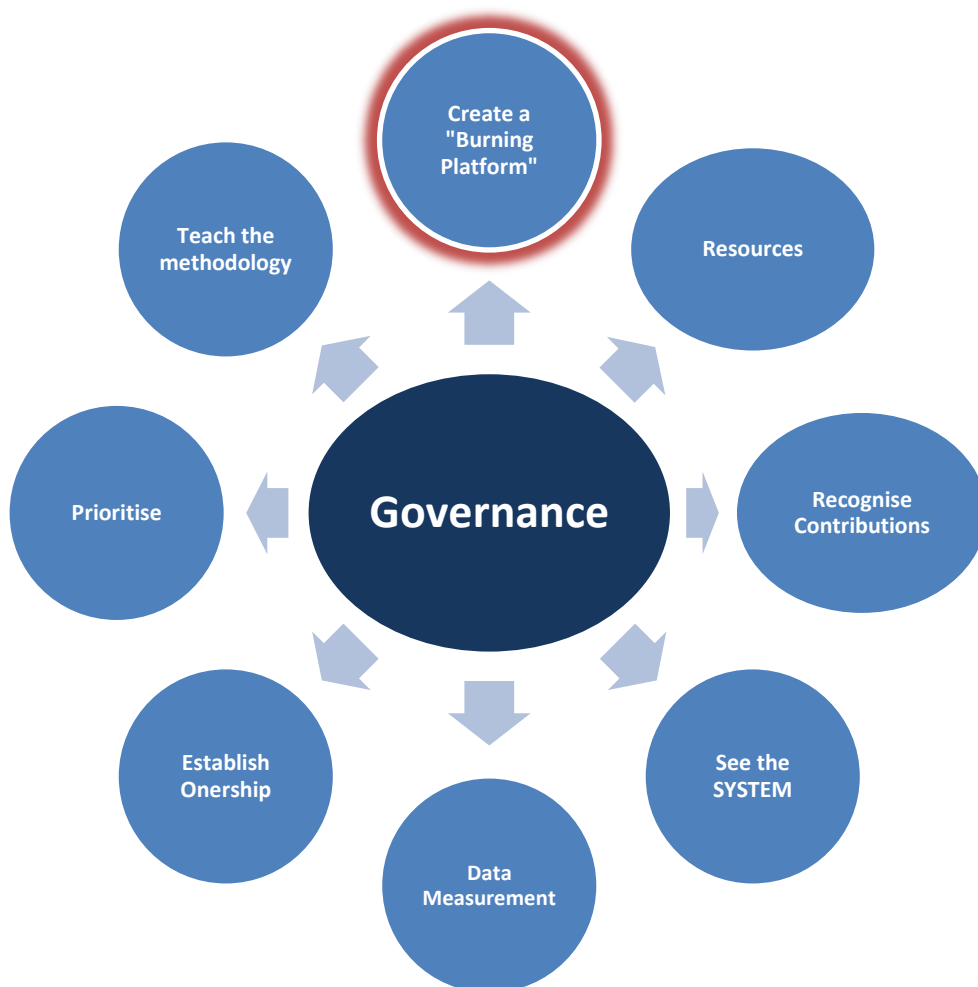 Create a
"Burning
Platform"
Resources
Recognise
Contributions
See the
SYSTEM
Data
Measurement
Establish
Onership
Prioritise
Teach the
methodology
Governance